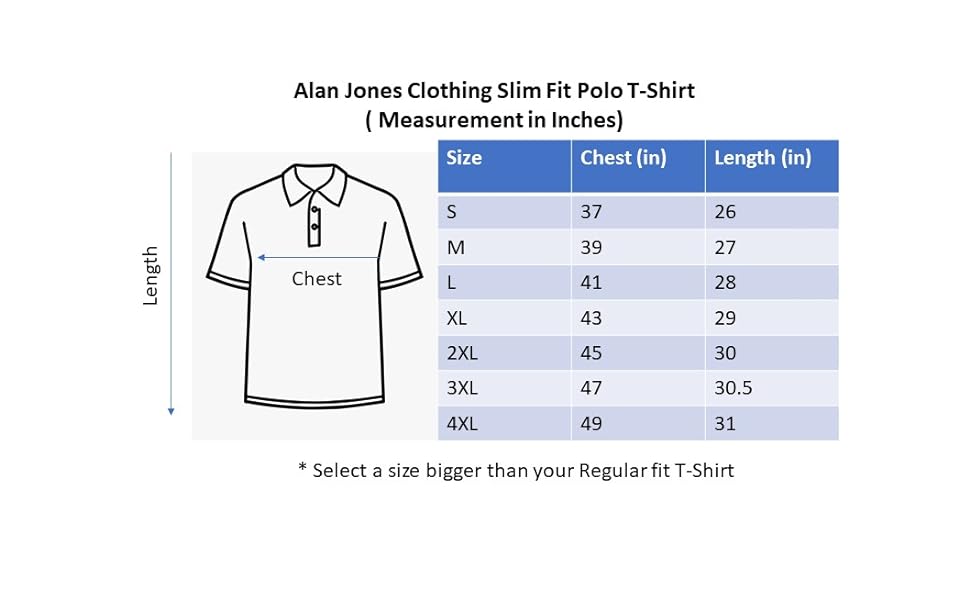 Alan Jones Clothing Slim Fit Polo T-Shirt
( Measurement in Inches)
Length
Chest
Size Chest (in) Length (in)
S 37 26
M 39 27
L 41 28
XL 43 29
2XL 45 30
3XL 47 30.5
4XL 49 31
* Select a size bigger than your Regular fit T-Shirt